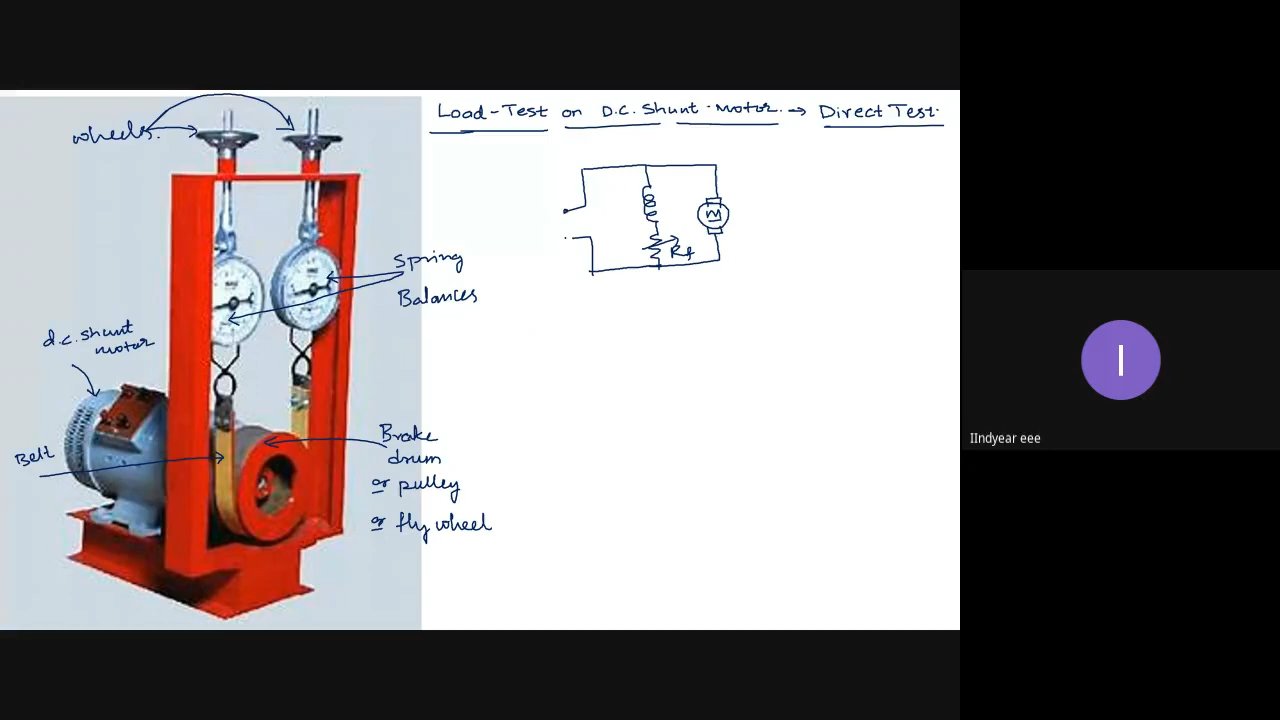 Load-Test on D.C. Shunt motor. → Direct Test.
wheels.
Spring
Balances
d.c. shunt
motor
Belt
Brake
drum
or pulley
or fly wheel
M
Rf
I
IIndyear eee